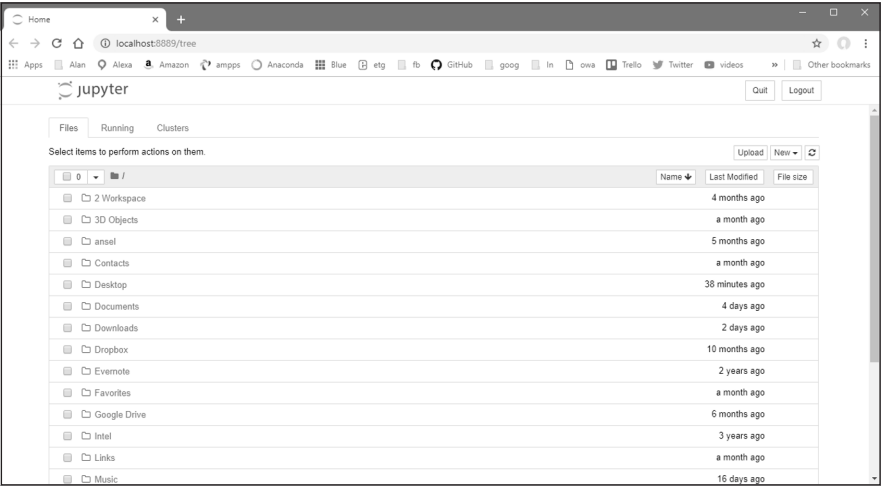 Home
localhost:8889/tree
Apps Alan Alexa Amazon ampps Anaconda Blue etg fb GitHub goog In owa Trello Twitter videos » Other bookmarks
jupyter Quit Logout
Files Running Clusters
Select items to perform actions on them. Upload New
0 / Name Last Modified File size
2 Workspace 4 months ago
3D Objects a month ago
ansel 5 months ago
Contacts a month ago
Desktop 38 minutes ago
Documents 4 days ago
Downloads 2 days ago
Dropbox 10 months ago
Evernote 2 years ago
Favorites a month ago
Google Drive 6 months ago
Intel 3 years ago
Links a month ago
Music 16 days ago